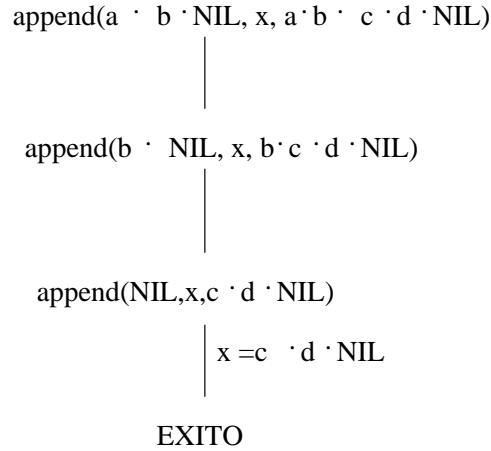 append(a · b · NIL, x, a · b · c · d · NIL)
append(b · NIL, x, b · c · d · NIL)
append(NIL,x,c · d · NIL)
x =c · d · NIL
EXITO